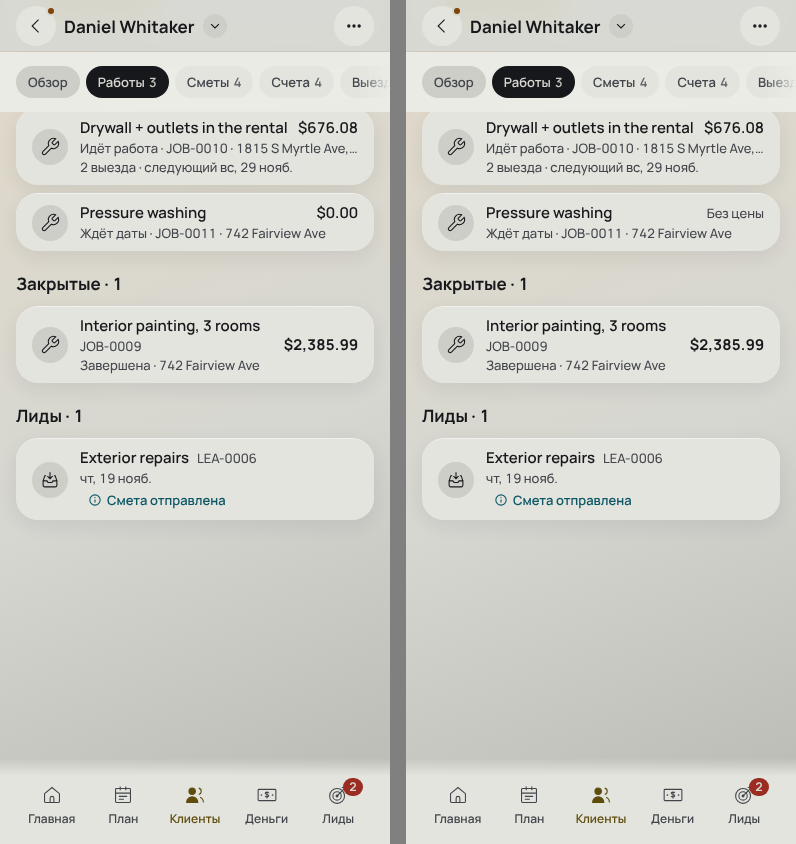 Daniel Whitaker
Обзор Работы 3 Сметы 4 Счета 4 Выез
Drywall + outlets in the rental $676.08
Идёт работа · JOB-0010 · 1815 S Myrtle Ave,…
2 выезда · следующий вс, 29 нояб.
Pressure washing $0.00
Ждёт даты · JOB-0011 · 742 Fairview Ave
Закрытые · 1
Interior painting, 3 rooms
JOB-0009 $2,385.99
Завершена · 742 Fairview Ave
Лиды · 1
Exterior repairs LEA-0006
чт, 19 нояб.
Смета отправлена
2
Главная План Клиенты Деньги Лиды
Daniel Whitaker
Обзор Работы 3 Сметы 4 Счета 4 Выез
Drywall + outlets in the rental $676.08
Идёт работа · JOB-0010 · 1815 S Myrtle Ave,…
2 выезда · следующий вс, 29 нояб.
Pressure washing Без цены
Ждёт даты · JOB-0011 · 742 Fairview Ave
Закрытые · 1
Interior painting, 3 rooms
JOB-0009 $2,385.99
Завершена · 742 Fairview Ave
Лиды · 1
Exterior repairs LEA-0006
чт, 19 нояб.
Смета отправлена
2
Главная План Клиенты Деньги Лиды